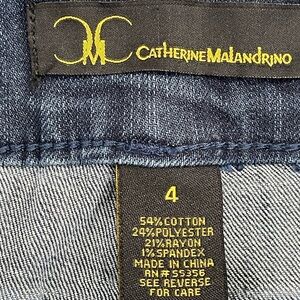 CATHERINE MALANDRINO
4
54% COTTON
24% POLYESTER
21% RAYON
1% SPANDEX
MADE IN CHINA
RN# 55356
SEE REVERSE
FOR CARE